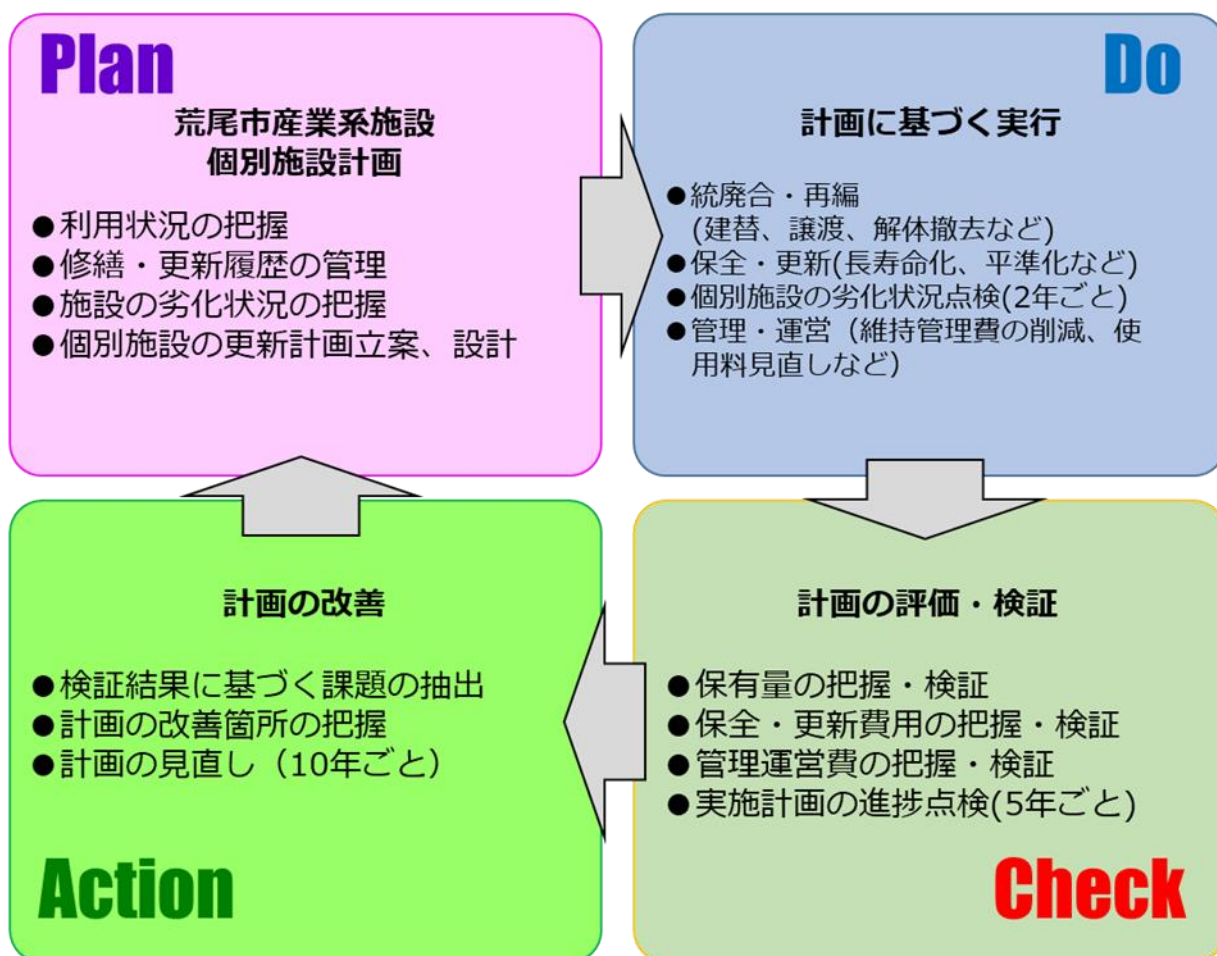 Plan
荒尾市産業系施設
個別施設計画
●利用状況の把握
●修繕・更新履歴の管理
●施設の劣化状況の把握
●個別施設の更新計画立案、設計
Do
計画に基づく実行
●統廃合・再編
(建替、譲渡、解体撤去など)
●保全・更新(長寿命化、平準化など)
●個別施設の劣化状況点検(2年ごと)
●管理・運営（維持管理費の削減、使
用料見直しなど）
計画の評価・検証
●保有量の把握・検証
●保全・更新費用の把握・検証
●管理運営費の把握・検証
●実施計画の進捗点検(5年ごと)
Check
計画の改善
●検証結果に基づく課題の抽出
●計画の改善箇所の把握
●計画の見直し（10年ごと）
Action